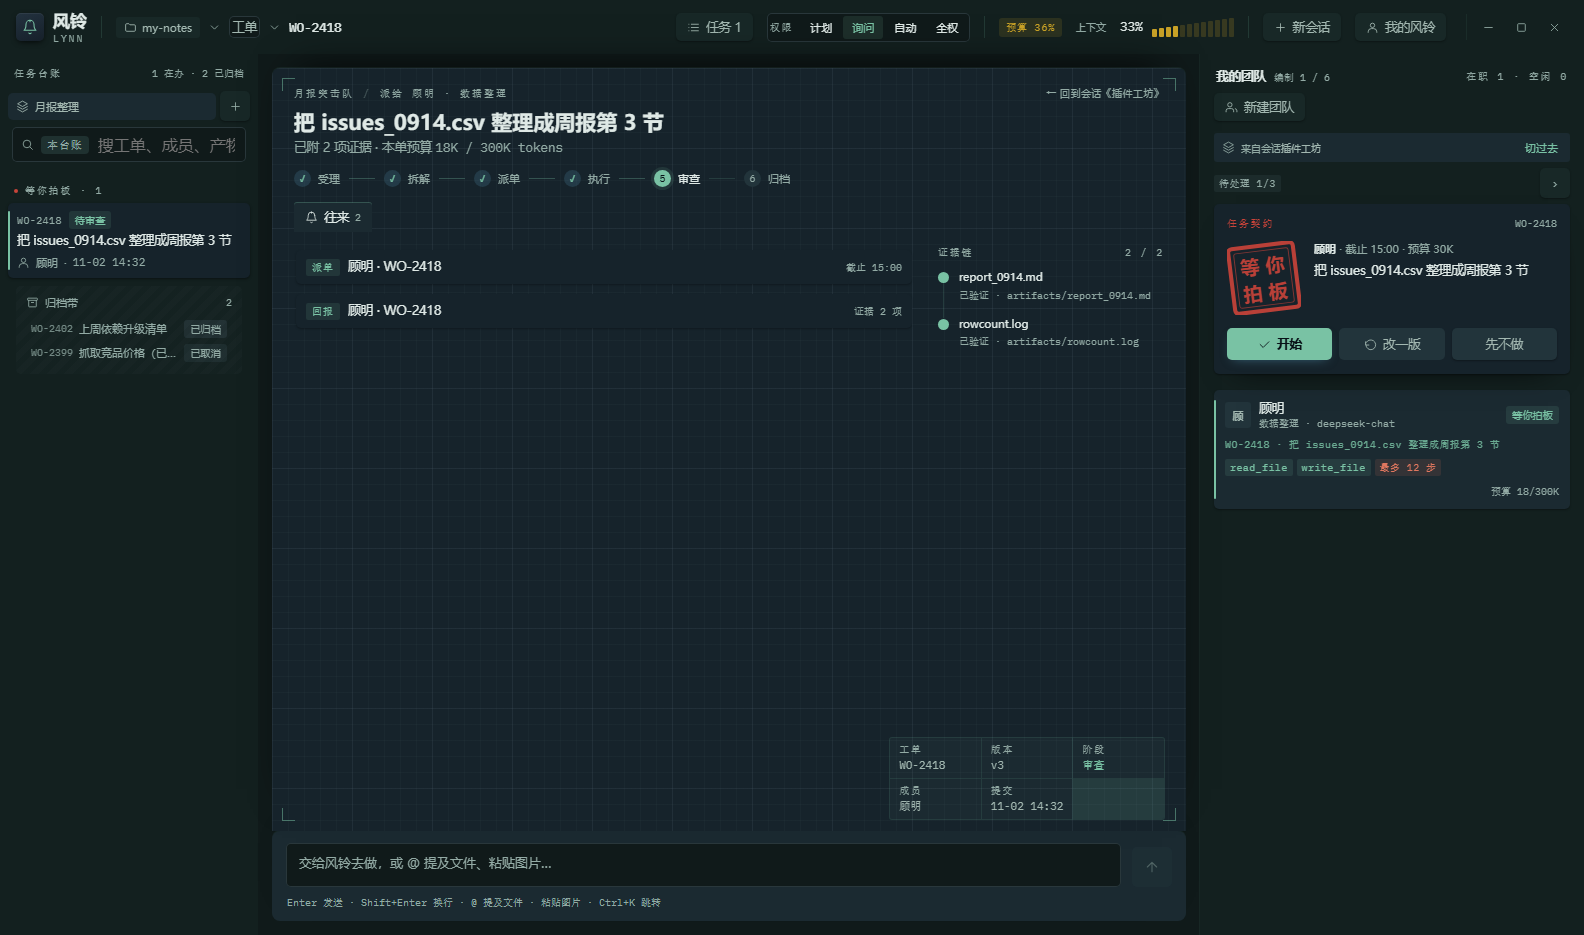 风铃
LYNN
my-notes
工单
WO-2418
任务 1
权限
计划
询问
自动
全权
预算 36%
上下文
33%
新会话
我的风铃
任务台账
1 在办 · 2 已归档
月报整理
本台账
搜工单、成员、产物
等你拍板 · 1
WO-2418 待审查
把 issues_0914.csv 整理成周报第 3 节
顾明 · 11-02 14:32
归档带
2
WO-2402 上周依赖升级清单 已归档
WO-2399 抓取竞品价格（已… 已取消
月报突击队 / 派给 顾明 · 数据整理
← 回到会话《插件工坊》
把 issues_0914.csv 整理成周报第 3 节
已附 2 项证据 · 本单预算 18K / 300K tokens
受理
拆解
派单
执行
5 审查
6 归档
往来 2
派单 顾明 · WO-2418
截止 15:00
回报 顾明 · WO-2418
证据 2 项
证据链
2 / 2
report_0914.md
已验证 · artifacts/report_0914.md
rowcount.log
已验证 · artifacts/rowcount.log
工单
WO-2418
版本
v3
阶段
审查
成员
顾明
提交
11-02 14:32
交给风铃去做，或 @ 提及文件、粘贴图片…
Enter 发送 · Shift+Enter 换行 · @ 提及文件 · 粘贴图片 · Ctrl+K 跳转
我的团队 编制 1 / 6
在职 1 · 空闲 0
新建团队
来自会话插件工坊
切过去
待处理 1/3
任务契约
WO-2418
等你
拍板
顾明 · 截止 15:00 · 预算 30K
把 issues_0914.csv 整理成周报第 3 节
开始
改一版
先不做
顾
顾明
数据整理 · deepseek-chat
等你拍板
WO-2418 · 把 issues_0914.csv 整理成周报第 3 节
read_file
write_file
最多 12 步
预算 18/300K